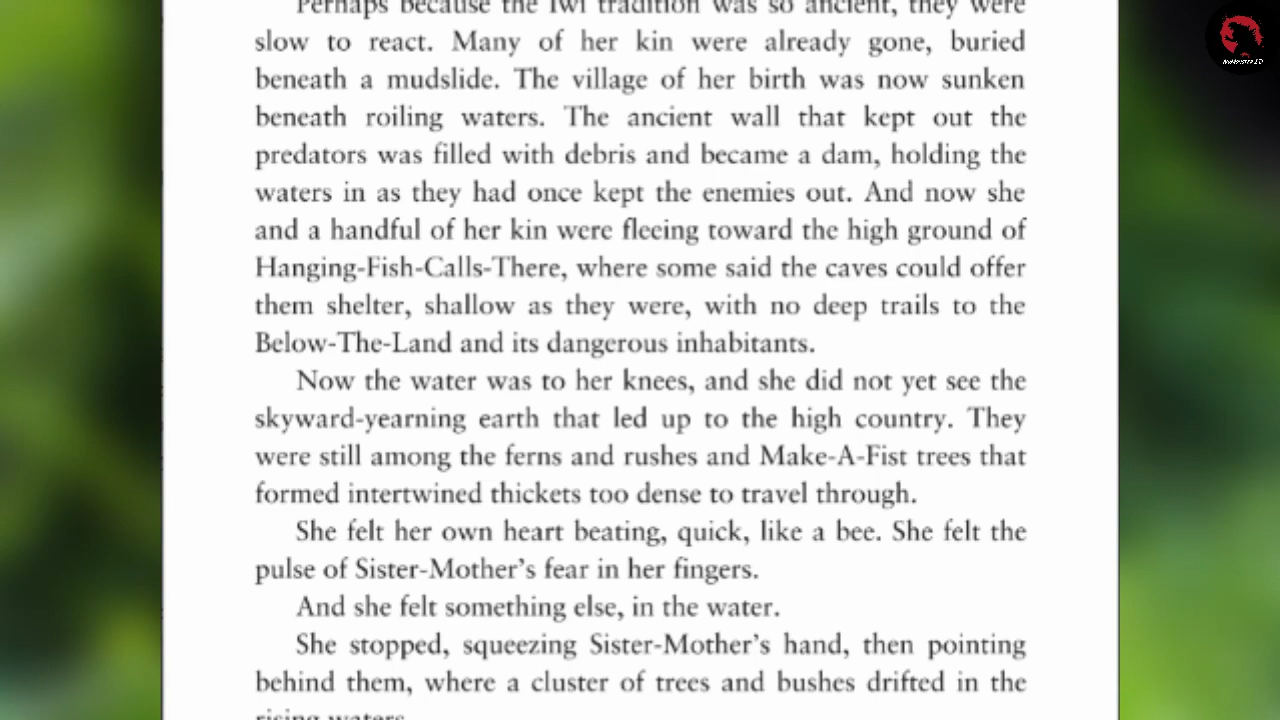 Perhaps because the Iwi tradition was so ancient, they were
slow to react. Many of her kin were already gone, buried
beneath a mudslide. The village of her birth was now sunken
beneath roiling waters. The ancient wall that kept out the
predators was filled with debris and became a dam, holding the
waters in as they had once kept the enemies out. And now she
and a handful of her kin were fleeing toward the high ground of
Hanging-Fish-Calls-There, where some said the caves could offer
them shelter, shallow as they were, with no deep trails to the
Below-The-Land and its dangerous inhabitants.
Now the water was to her knees, and she did not yet see the
skyward-yearning earth that led up to the high country. They
were still among the ferns and rushes and Make-A-Fist trees that
formed intertwined thickets too dense to travel through.
She felt her own heart beating, quick, like a bee. She felt the
pulse of Sister-Mother's fear in her fingers.
And she felt something else, in the water.
She stopped, squeezing Sister-Mother's hand, then pointing
behind them, where a cluster of trees and bushes drifted in the
rising waters